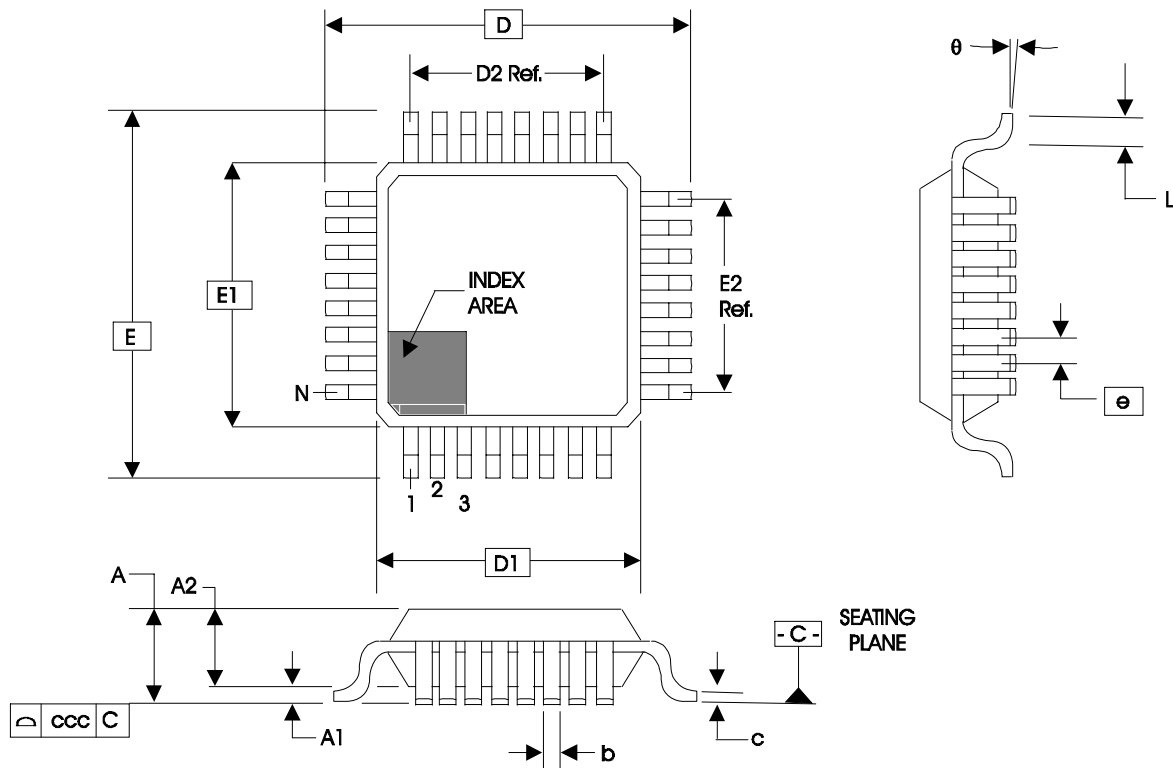 D
D2 Ref.
θ
L
E1
E
INDEX
AREA
E2
Ref.
N
e
1
2
3
D1
A
A2
- C -
SEATING
PLANE
ccc C
A1
b
c